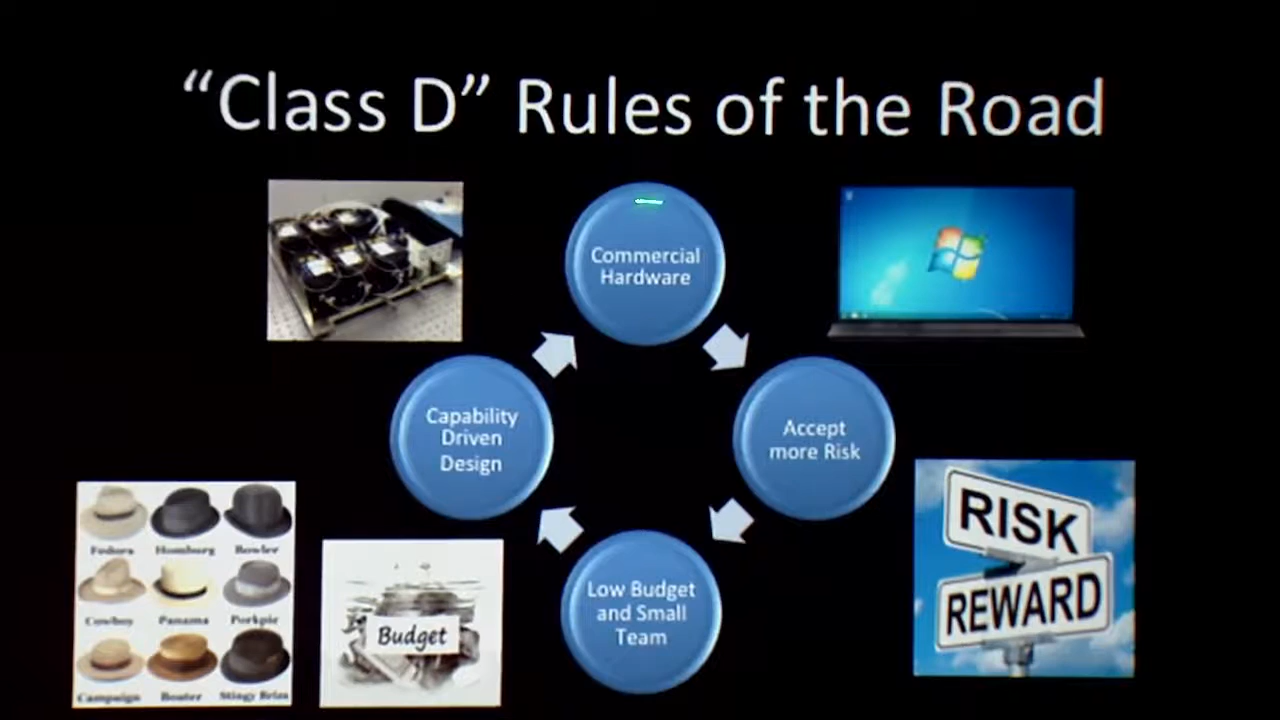 “Class D” Rules of the Road
Commercial
Hardware
Accept
more Risk
Low Budget
and Small
Team
Capability
Driven
Design
RISK
REWARD
Budget
Fedora Homburg Bowler
Cowboy Panama Porkpie
Campaign Boater Stingy Brim